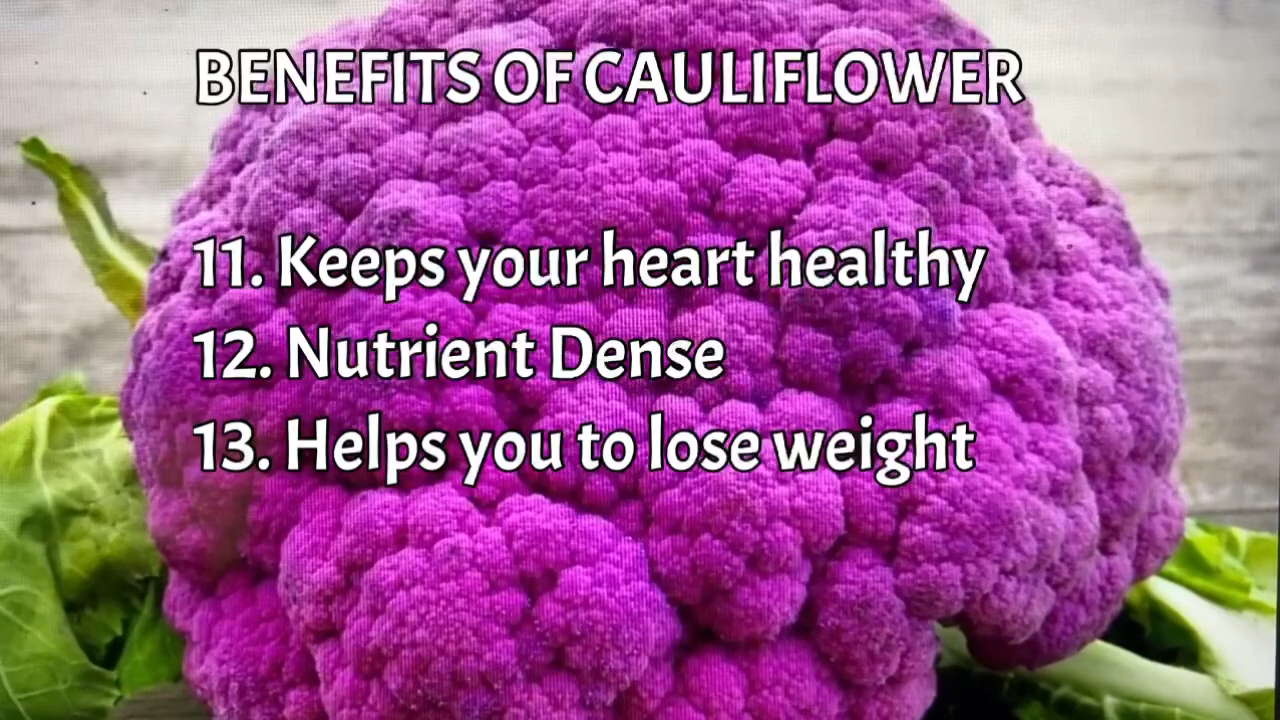 BENEFITS OF CAULIFLOWER
11. Keeps your heart healthy
12. Nutrient Dense
13. Helps you to lose weight